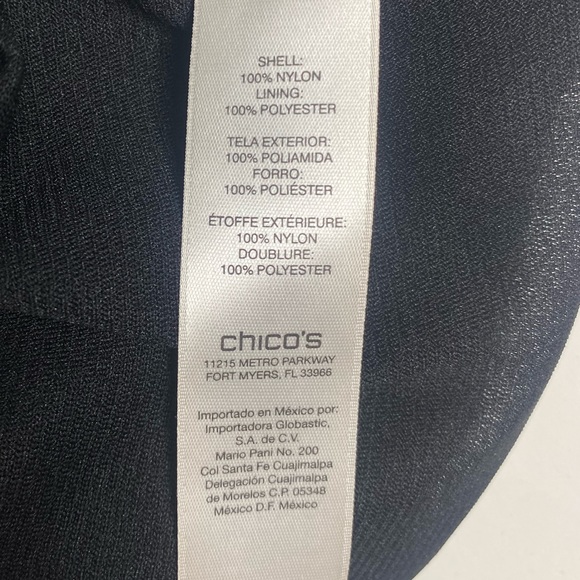 SHELL:
100% NYLON
LINING:
100% POLYESTER
TELA EXTERIOR:
100% POLIAMIDA
FORRO:
100% POLIÉSTER
ÉTOFFE EXTÉRIEURE:
100% NYLON
DOUBLURE:
100% POLYESTER
chico's
11215 METRO PARKWAY
FORT MYERS, FL 33966
Importado en México por:
Importadora Globastic,
S.A. de C.V.
Mario Pani No. 200
Col Santa Fe Cuajimalpa
Delegación Cuajimalpa
de Morelos C.P. 05348
México D.F. México